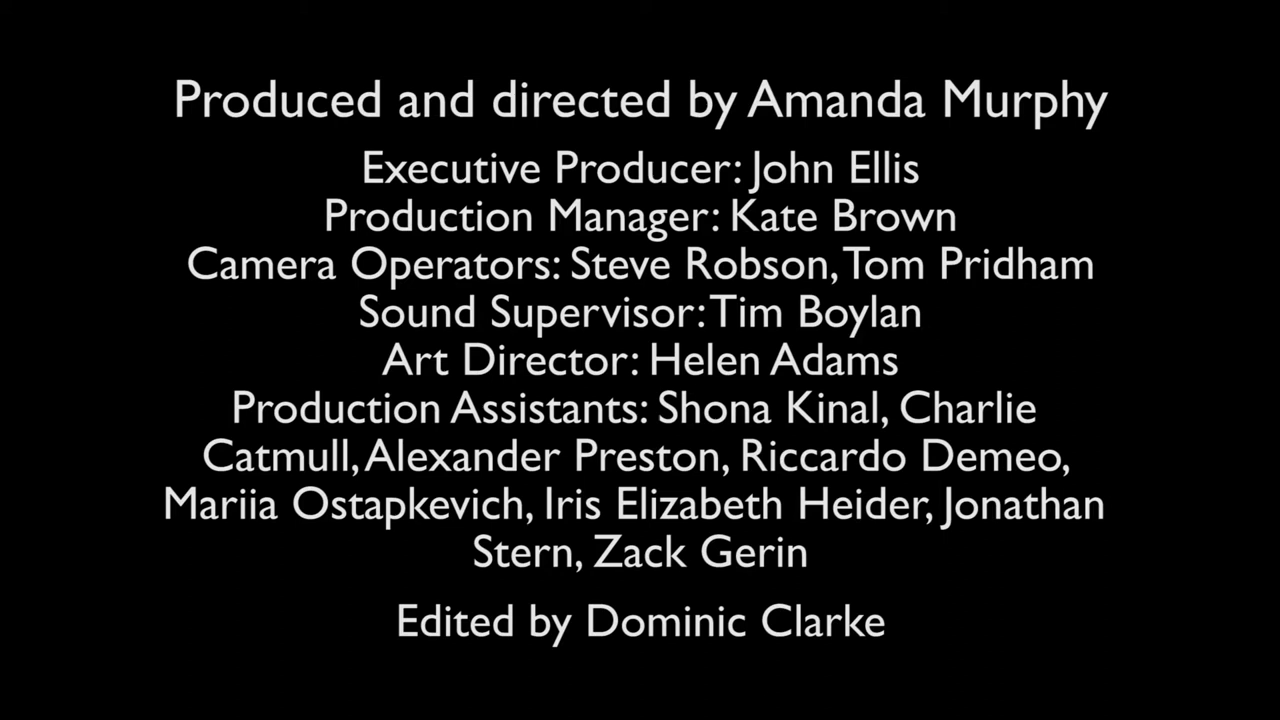 Produced and directed by Amanda Murphy
Executive Producer: John Ellis
Production Manager: Kate Brown
Camera Operators: Steve Robson, Tom Pridham
Sound Supervisor: Tim Boylan
Art Director: Helen Adams
Production Assistants: Shona Kinal, Charlie
Catmull, Alexander Preston, Riccardo Demeo,
Mariia Ostapkevich, Iris Elizabeth Heider, Jonathan
Stern, Zack Gerin
Edited by Dominic Clarke